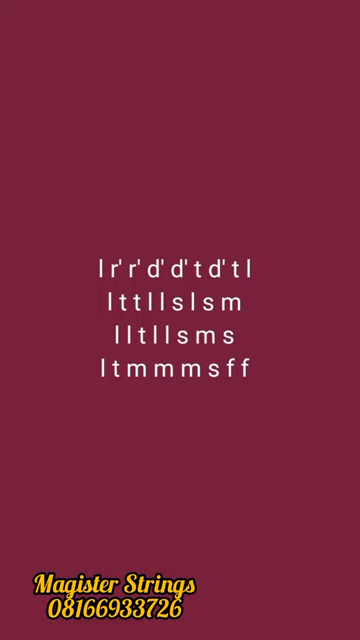 l r' r' d' d' t d' t l
l t t l l s l s m
l l t l l s m s
l t m m m s f f
Magister Strings
08166933726